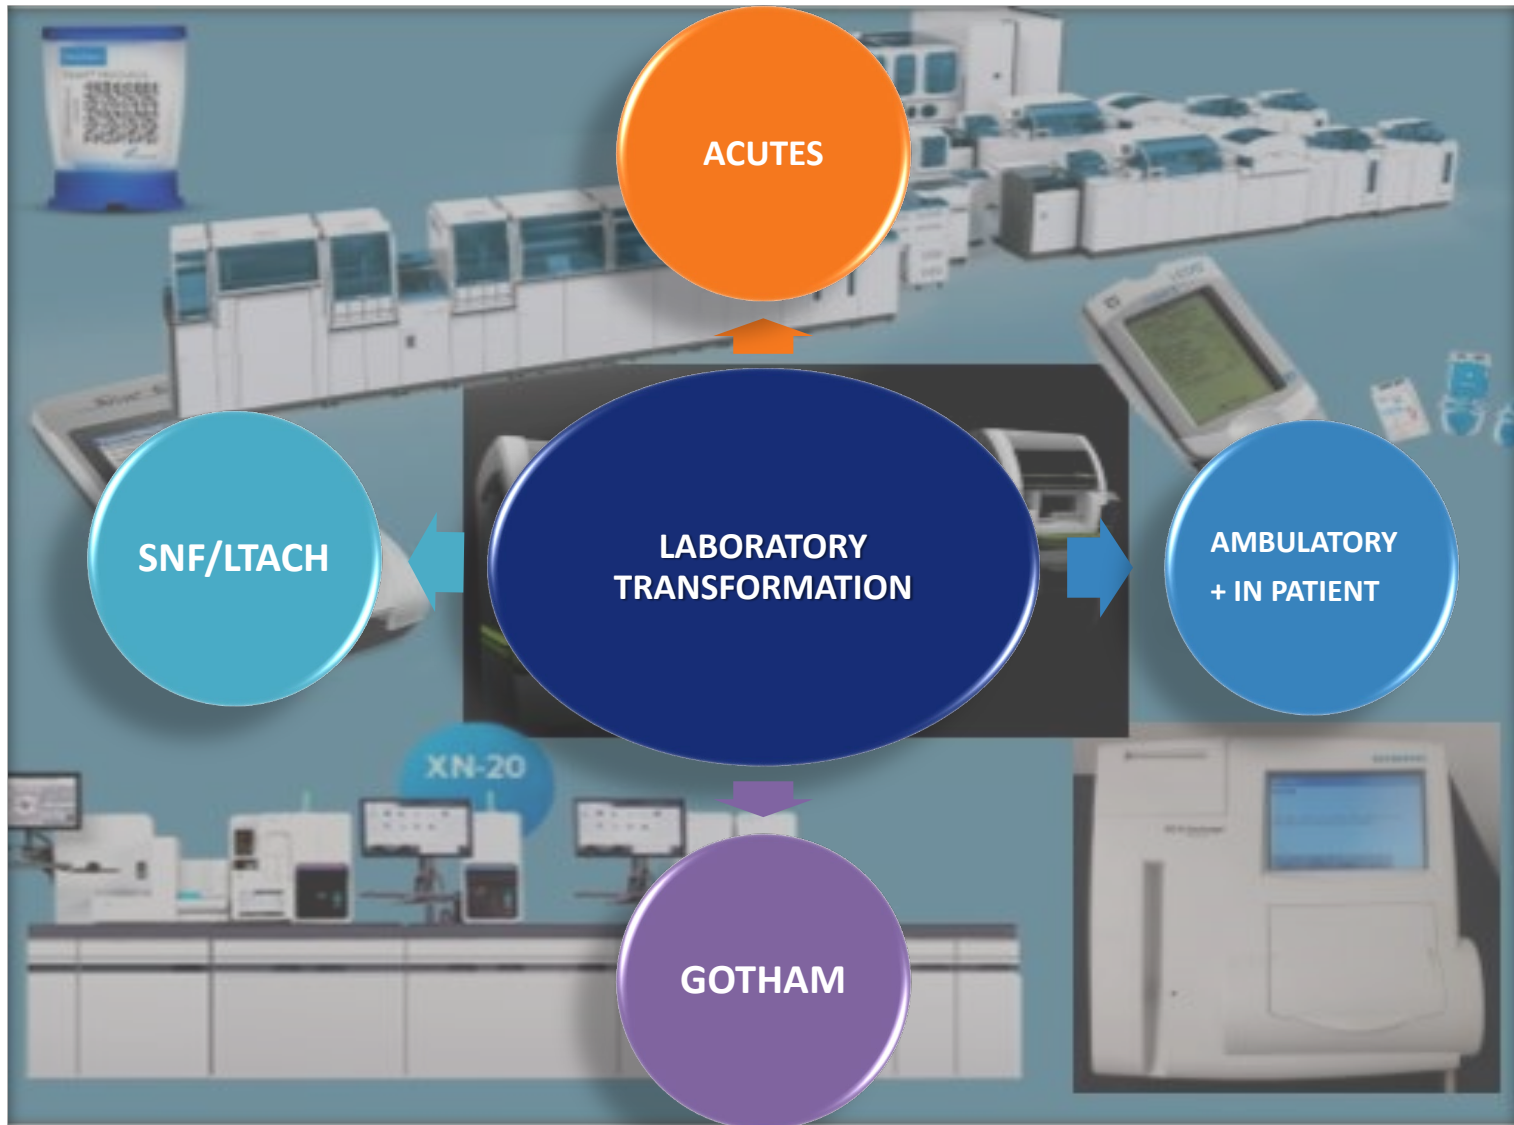 ACUTES
SNF/LTACH
LABORATORY
TRANSFORMATION
AMBULATORY
+ IN PATIENT
XN-20
GOTHAM